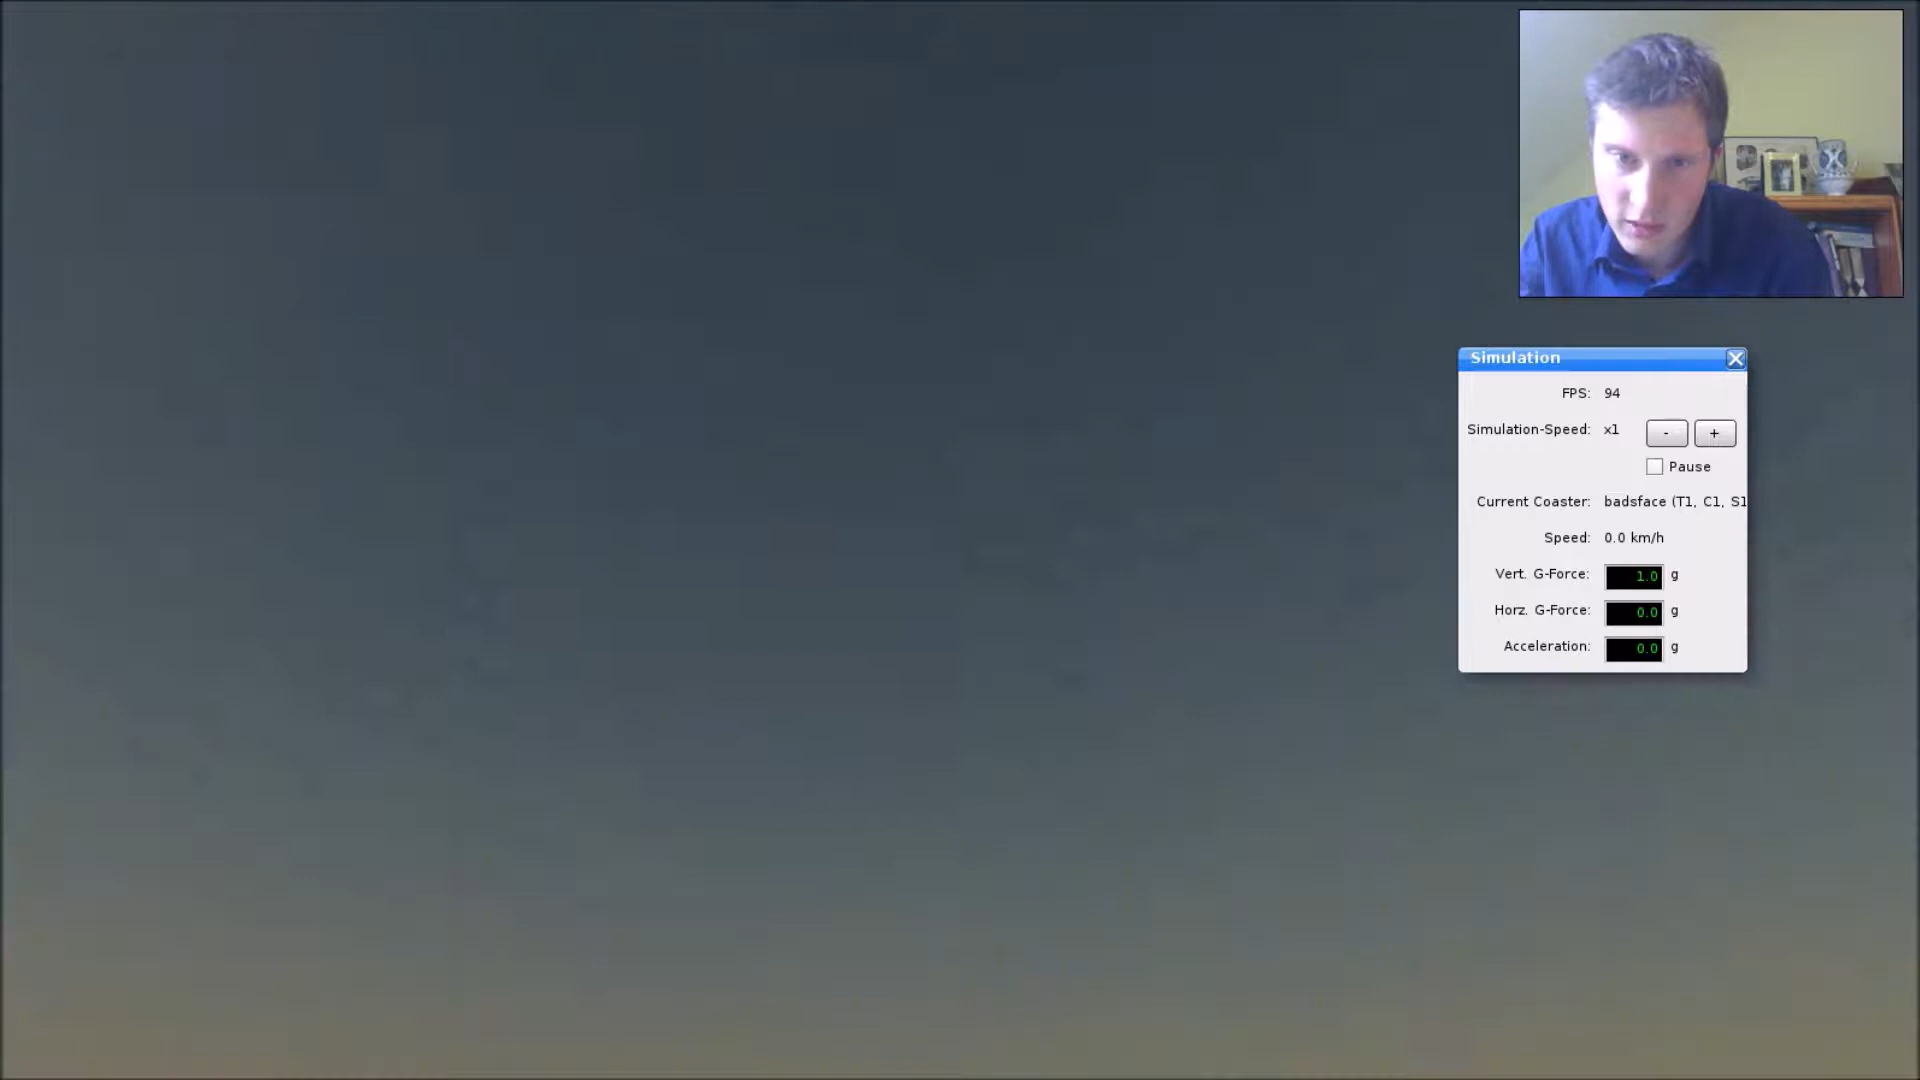 Simulation
FPS: 94
Simulation-Speed: x1 - +
Pause
Current Coaster: badsface (T1, C1, S1
Speed: 0.0 km/h
Vert. G-Force: 1.0 g
Horz. G-Force: 0.0 g
Acceleration: 0.0 g